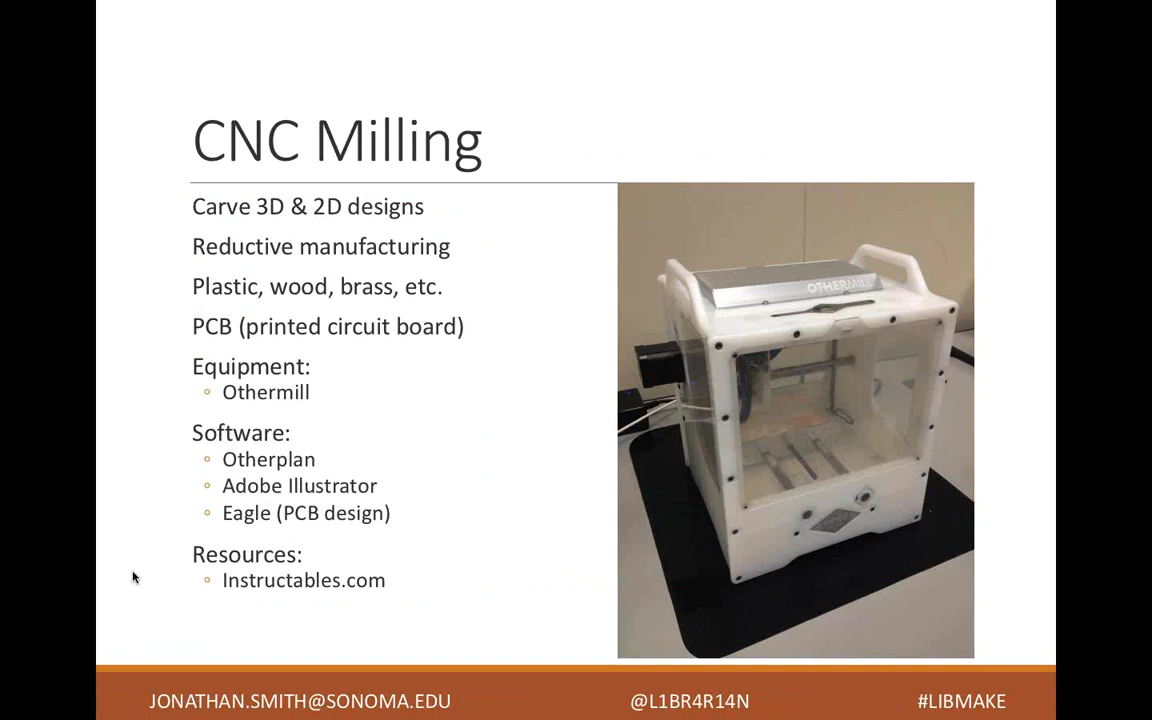 CNC Milling
Carve 3D & 2D designs
Reductive manufacturing
Plastic, wood, brass, etc.
PCB (printed circuit board)
Equipment:
Othermill
Software:
Otherplan
Adobe Illustrator
Eagle (PCB design)
Resources:
Instructables.com
OTHERMILL
JONATHAN.SMITH@SONOMA.EDU
@L1BR4R14N
#LIBMAKE